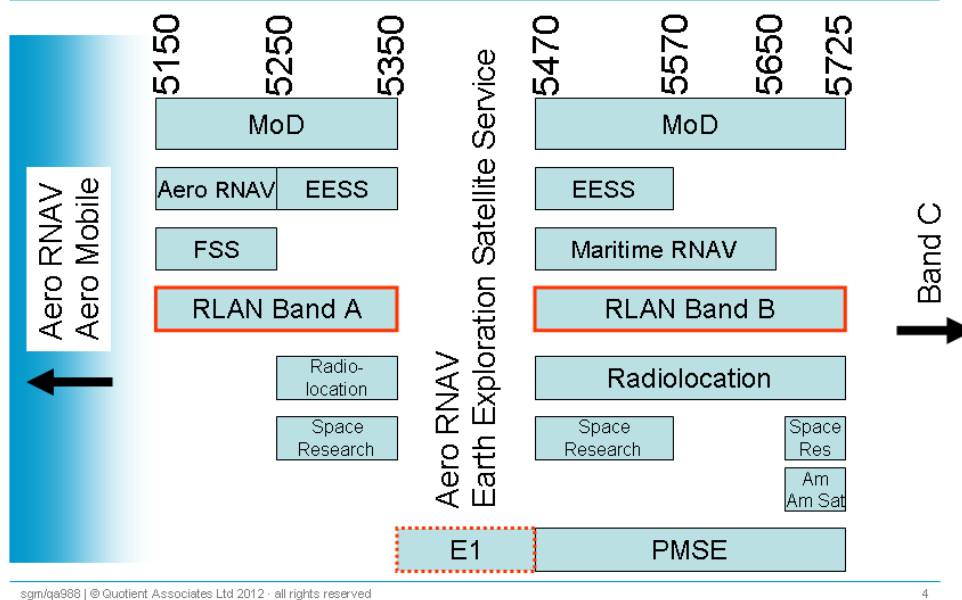 5150
5250
5350
5470
5570
5650
5725
MoD
MoD
Aero RNAV
EESS
EESS
FSS
Maritime RNAV
RLAN Band A
RLAN Band B
Radio-
location
Radiolocation
Space
Research
Space
Research
Space
Res
Am
Am Sat
E1
PMSE
Aero RNAV
Aero Mobile
Aero RNAV
Earth Exploration Satellite Service
Band C
sgm/qa988 | © Quotient Associates Ltd 2012 · all rights reserved
4